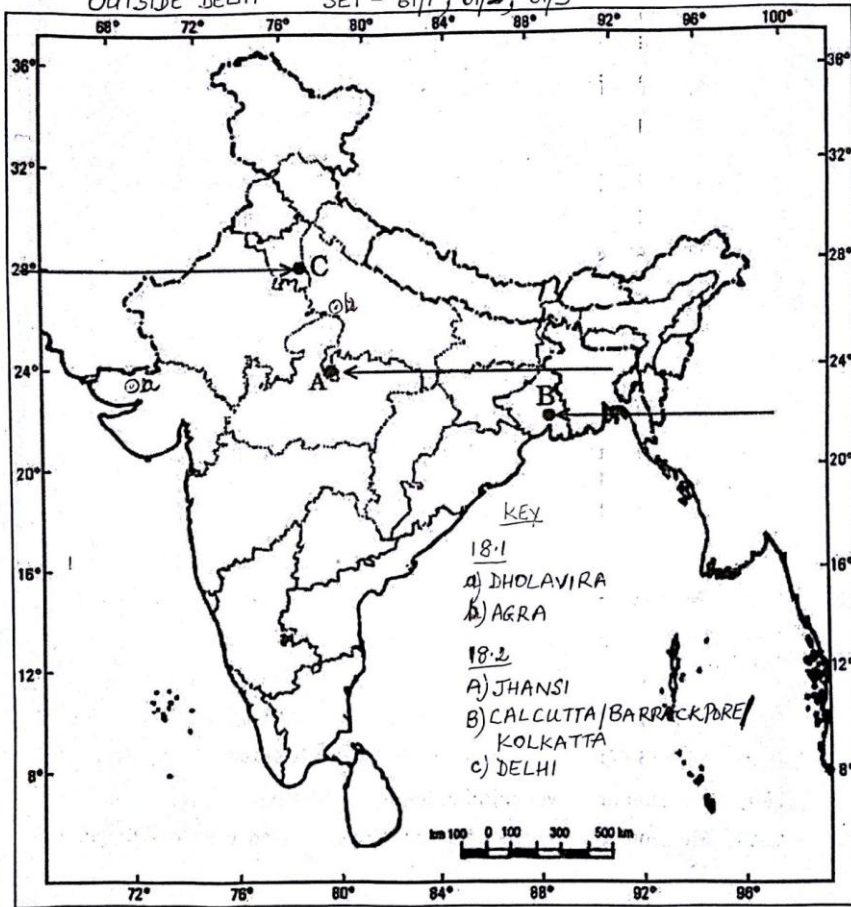 OUTSIDE DELHI SET - 61/1, 61/2, 61/3
68° 72° 76° 80° 84° 88° 92° 96° 100°
36° 36°
32° 32°
28° C 28°
b
24° a A B 24°
20° 20°
16° 16°
12° 12°
8° 8°
KEY
18.1
a) DHOLAVIRA
b) AGRA
18.2
A) JHANSI
B) CALCUTTA/BARRACKPORE/
KOLKATTA
C) DELHI
km 100 0 100 300 500 km
72° 76° 80° 84° 88° 92° 96°